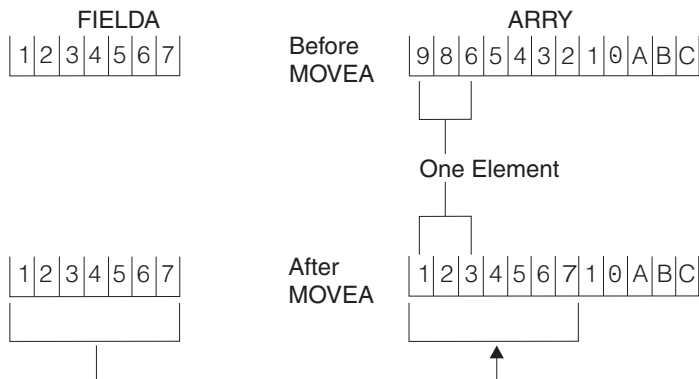 FIELDA ARRY
1 2 3 4 5 6 7 Before MOVEA 9 8 6 5 4 3 2 1 0 A B C
One Element
1 2 3 4 5 6 7 After MOVEA 1 2 3 4 5 6 7 1 0 A B C